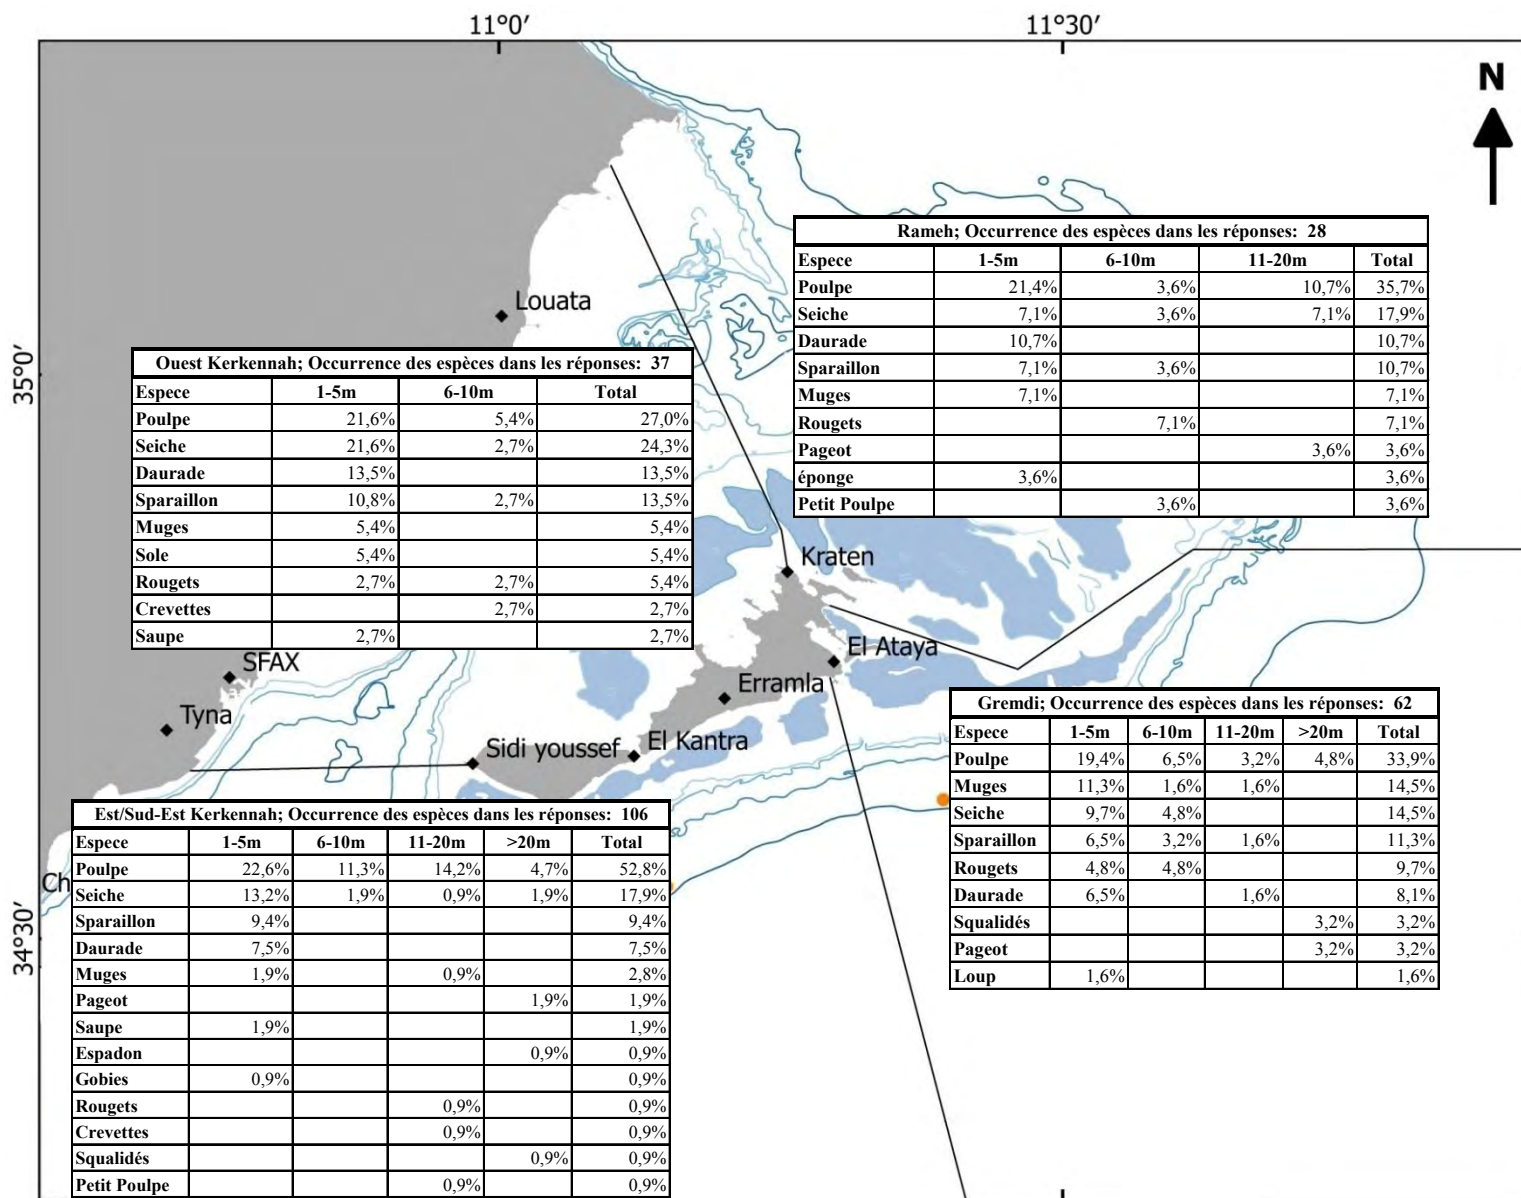 11°0′ 11°30′
N
Louata
35°0′
Rameh; Occurrence des espèces dans les réponses: 28
Espece 1-5m 6-10m 11-20m Total
Poulpe 21,4% 3,6% 10,7% 35,7%
Seiche 7,1% 3,6% 7,1% 17,9%
Daurade 10,7% 10,7%
Sparaillon 7,1% 3,6% 10,7%
Muges 7,1% 7,1%
Rougets 7,1% 7,1%
Pageot 3,6% 3,6%
éponge 3,6% 3,6%
Petit Poulpe 3,6% 3,6%
Ouest Kerkennah; Occurrence des espèces dans les réponses: 37
Espece 1-5m 6-10m Total
Poulpe 21,6% 5,4% 27,0%
Seiche 21,6% 2,7% 24,3%
Daurade 13,5% 13,5%
Sparaillon 10,8% 2,7% 13,5%
Muges 5,4% 5,4%
Sole 5,4% 5,4%
Rougets 2,7% 2,7% 5,4%
Crevettes 2,7% 2,7%
Saupe 2,7% 2,7%
Kraten
El Ataya
SFAX
Erramla
Tyna
El Kantra
Sidi youssef
Gremdi; Occurrence des espèces dans les réponses: 62
Espece 1-5m 6-10m 11-20m >20m Total
Poulpe 19,4% 6,5% 3,2% 4,8% 33,9%
Muges 11,3% 1,6% 1,6% 14,5%
Seiche 9,7% 4,8% 14,5%
Sparaillon 6,5% 3,2% 1,6% 11,3%
Rougets 4,8% 4,8% 9,7%
Daurade 6,5% 1,6% 8,1%
Squalidés 3,2% 3,2%
Pageot 3,2% 3,2%
Loup 1,6% 1,6%
Est/Sud-Est Kerkennah; Occurrence des espèces dans les réponses: 106
Espece 1-5m 6-10m 11-20m >20m Total
Poulpe 22,6% 11,3% 14,2% 4,7% 52,8%
Seiche 13,2% 1,9% 0,9% 1,9% 17,9%
Sparaillon 9,4% 9,4%
Daurade 7,5% 7,5%
Muges 1,9% 0,9% 2,8%
Pageot 1,9% 1,9%
Saupe 1,9% 1,9%
Espadon 0,9% 0,9%
Gobies 0,9% 0,9%
Rougets 0,9% 0,9%
Crevettes 0,9% 0,9%
Squalidés 0,9% 0,9%
Petit Poulpe 0,9% 0,9%
Ch
34°30′